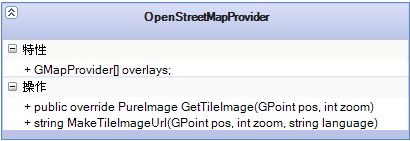 OpenStreetMapProvider
特性
+ GMapProvider[] overlays;
操作
+ public override PureImage GetTileImage(GPoint pos, int zoom)
+ string MakeTileImageUrl(GPoint pos, int zoom, string language)